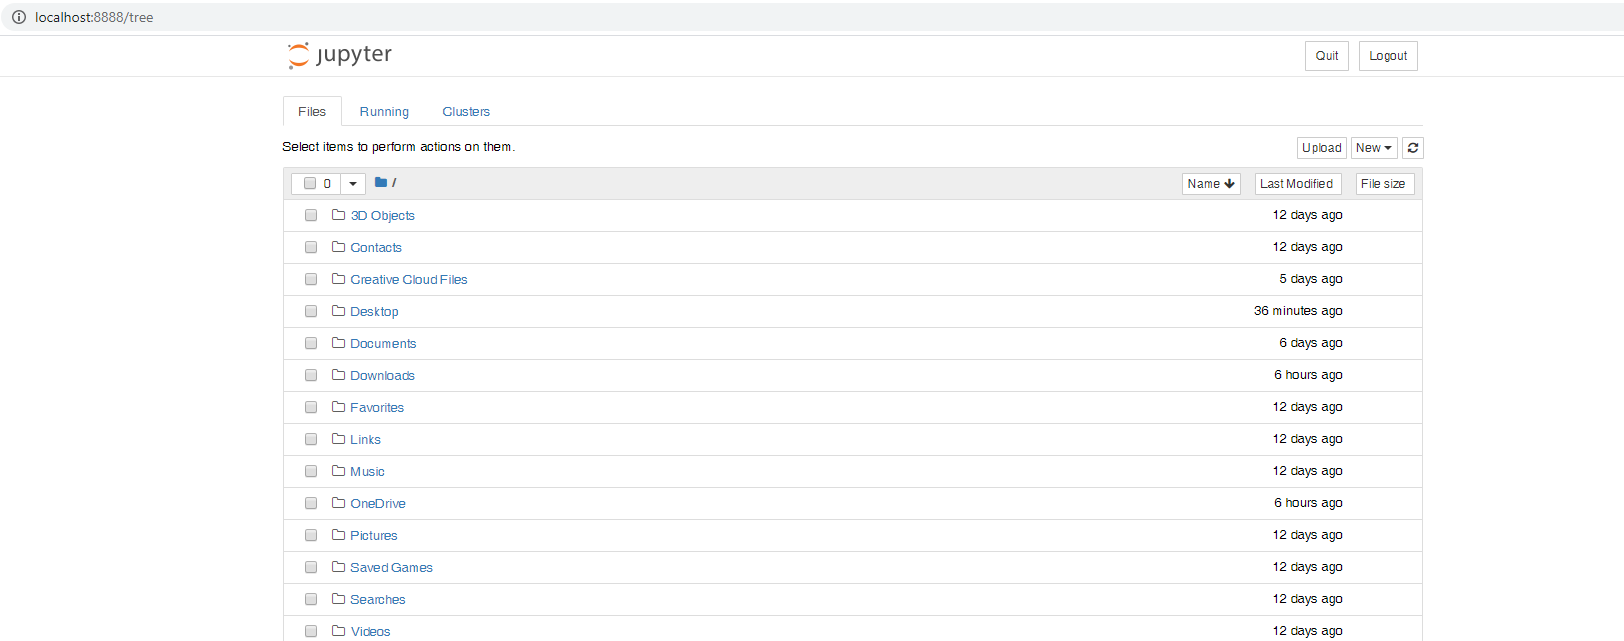 localhost:8888/tree
jupyter
Quit Logout
Files Running Clusters
Select items to perform actions on them.
Upload New
0 / Name Last Modified File size
3D Objects 12 days ago
Contacts 12 days ago
Creative Cloud Files 5 days ago
Desktop 36 minutes ago
Documents 6 days ago
Downloads 6 hours ago
Favorites 12 days ago
Links 12 days ago
Music 12 days ago
OneDrive 6 hours ago
Pictures 12 days ago
Saved Games 12 days ago
Searches 12 days ago
Videos 12 days ago